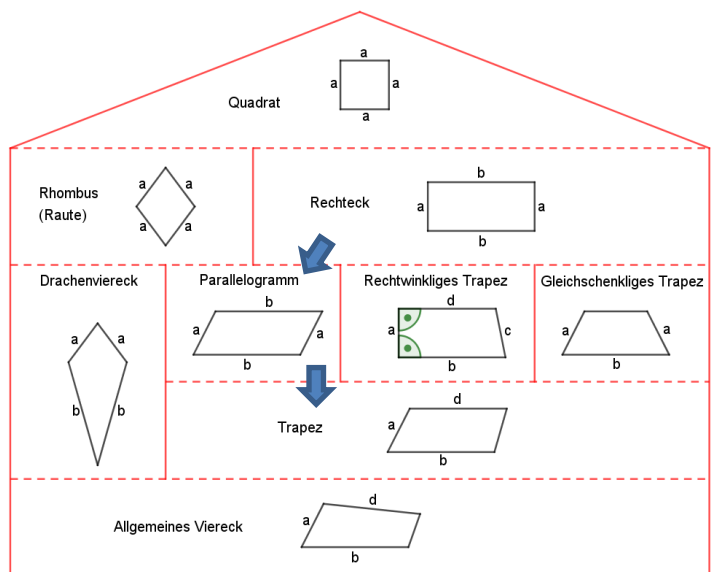 a
a
a
a
Quadrat
Rhombus
(Raute)
a
a
a
a
Rechteck
b
a
a
b
Drachenviereck
a
a
b
b
Parallelogramm
b
a
a
b
Rechtwinkliges Trapez
d
a
c
b
Gleichschenkliges Trapez
a
a
b
Trapez
d
a
b
Allgemeines Viereck
d
a
b